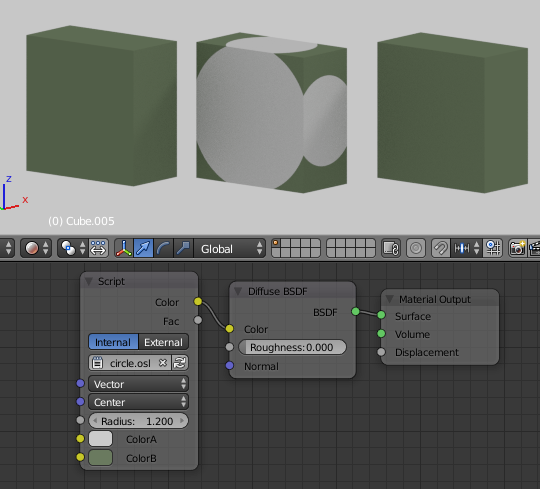 z
x
(0) Cube.005
Global
Script
Color
Fac
Internal External
circle.osl
Vector
Center
Radius: 1.200
ColorA
ColorB
Diffuse BSDF
BSDF
Color
Roughness:0.000
Normal
Material Output
Surface
Volume
Displacement